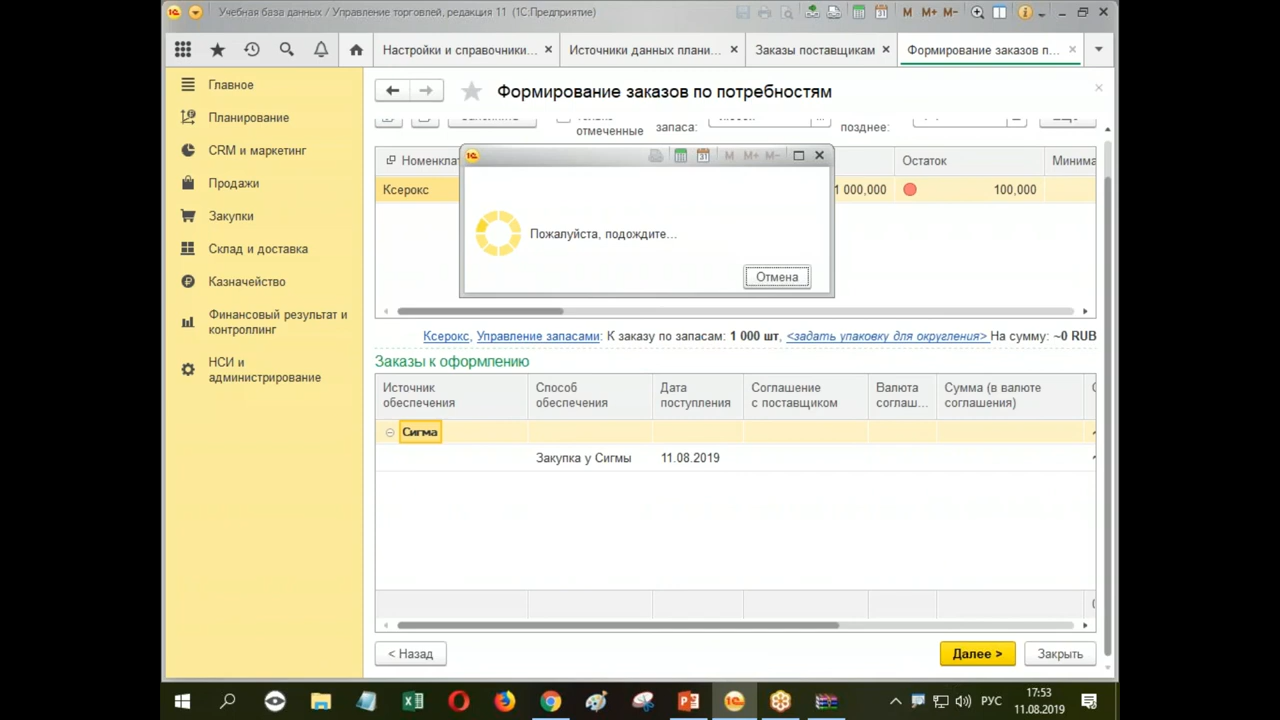 Учебная база данных / Управление торговлей, редакция 11 (1С:Предприятие)
M M+ M-
Настройки и справочники...
Источники данных плани...
Заказы поставщикам
Формирование заказов п...
Главное
Планирование
CRM и маркетинг
Продажи
Закупки
Склад и доставка
Казначейство
Финансовый результат и
контроллинг
НСИ и
администрирование
Формирование заказов по потребностям
отмеченные
запаса:
позднее:
Номенклат
Остаток
Минима
Ксерокс
1 000,000
100,000
M M+ M-
Пожалуйста, подождите...
Отмена
Ксерокс, Управление запасами: К заказу по запасам: 1 000 шт, <задать упаковку для округления> На сумму: ~0 RUB
Заказы к оформлению
Источник
обеспечения
Способ
обеспечения
Дата
поступления
Соглашение
с поставщиком
Валюта
соглаш...
Сумма (в валюте
соглашения)
Сигма
Закупка у Сигмы
11.08.2019
< Назад
Далее >
Закрыть
РУС
17:53
11.08.2019